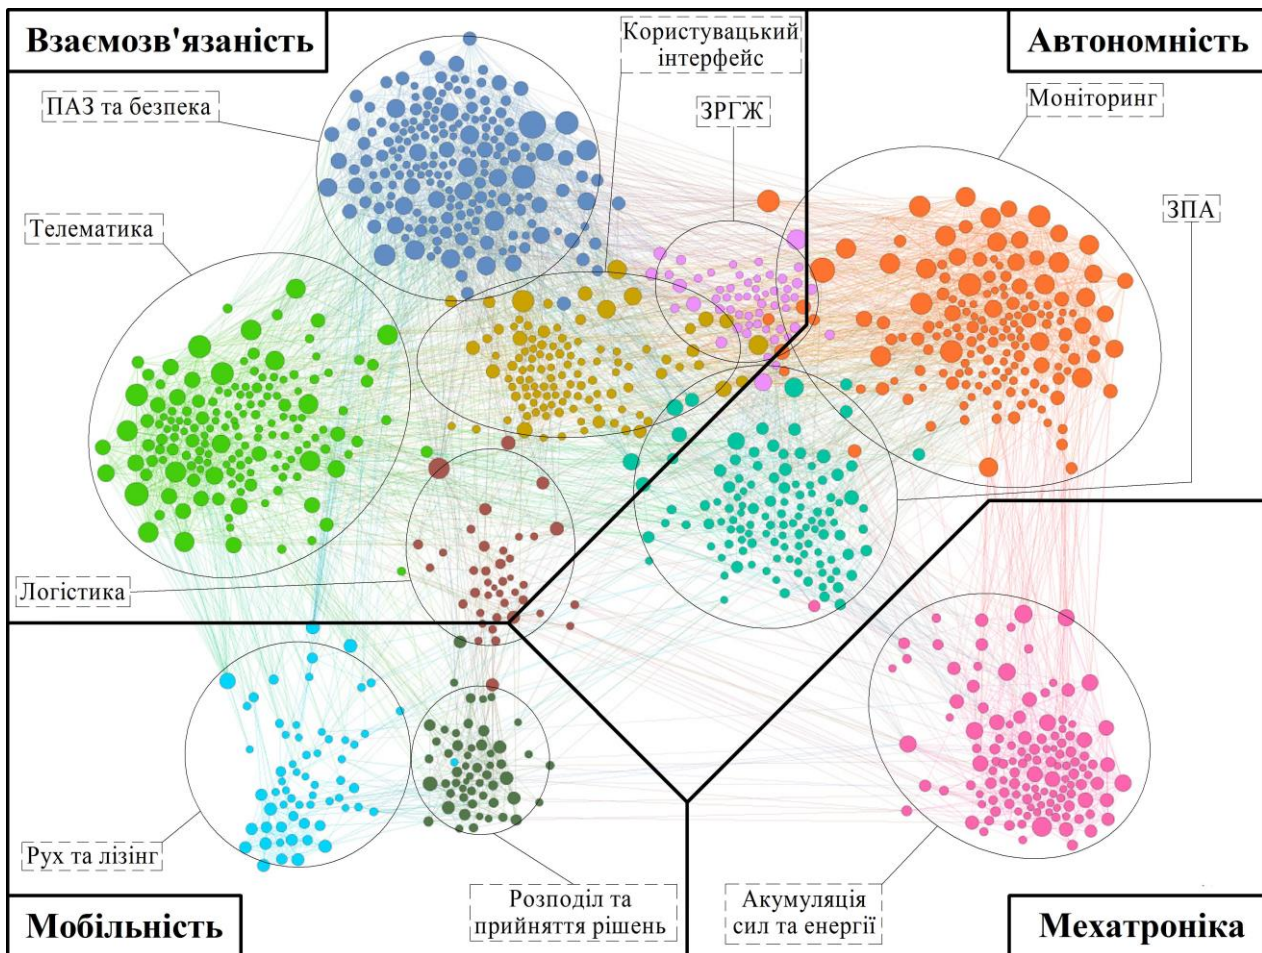 Взаємозв'язаність
Користувацький
інтерфейс
Автономність
ПАЗ та безпека
ЗРГЖ
Моніторинг
ЗПА
Телематика
Логістика
Рух та лізінг
Розподіл та
прийняття рішень
Акумуляція
сил та енергії
Мобільність
Мехатроніка